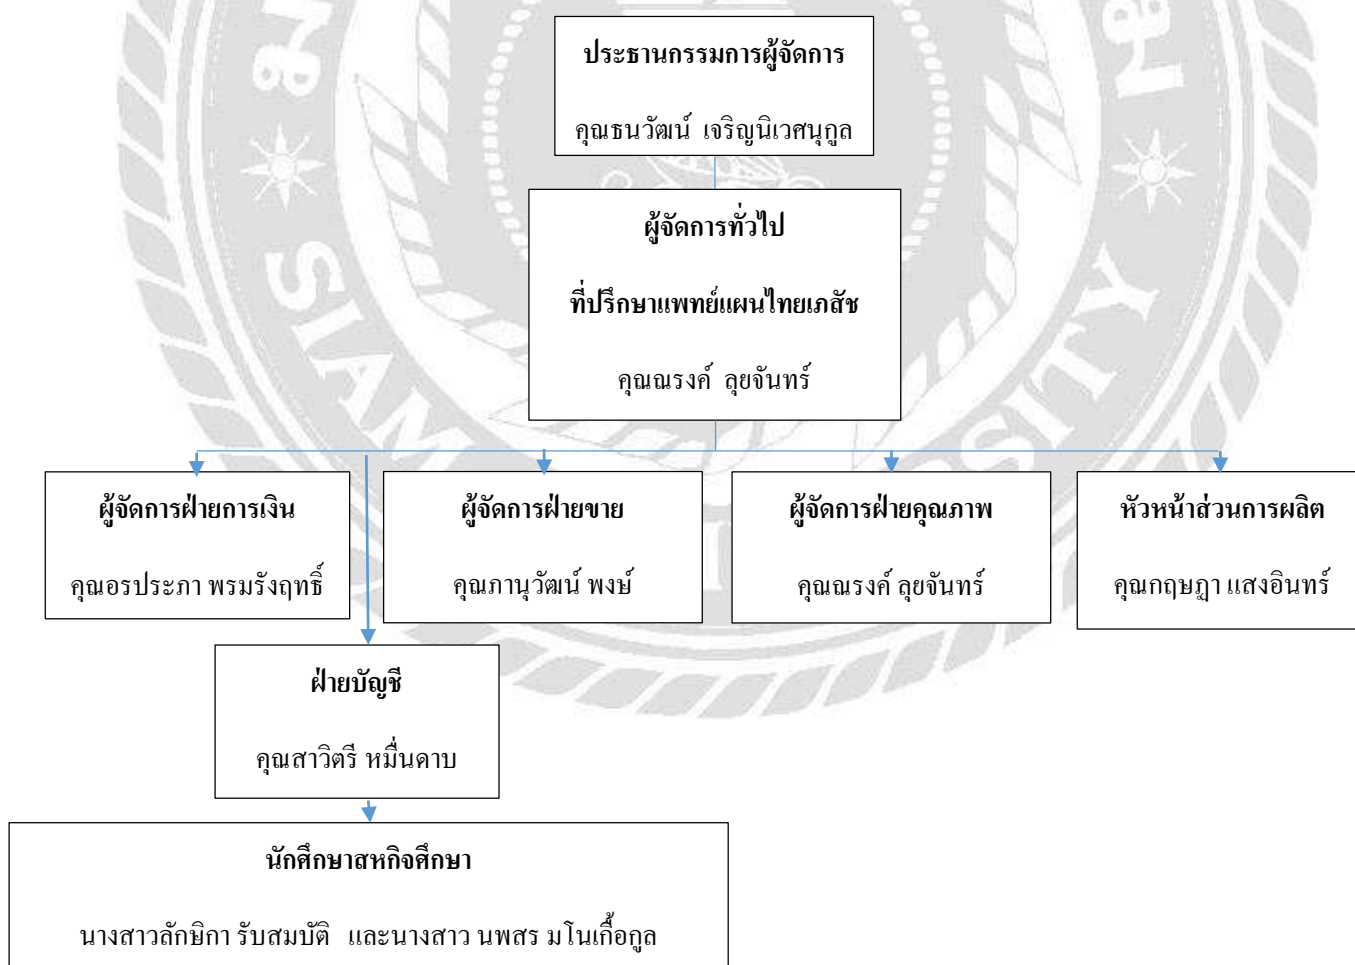 ประธานกรรมการผู้จัดการ
คุณธนวัฒน์ เจริญนิเวศนุกูล
ผู้จัดการทั่วไป
ที่ปรึกษาแพทย์แผนไทยเภสัช
คุณณรงค์ ลุยจันทร์
ผู้จัดการฝ่ายการเงิน
คุณอรประภา พรมรังฤทธิ์
ผู้จัดการฝ่ายขาย
คุณภานุวัฒน์ พงษ์
ผู้จัดการฝ่ายคุณภาพ
คุณณรงค์ ลุยจันทร์
หัวหน้าส่วนการผลิต
คุณกฤษฎา แสงอินทร์
ฝ่ายบัญชี
คุณสาวิตรี หมื่นดาบ
นักศึกษาสหกิจศึกษา
นางสาวลักษิกา รับสมบัติ และนางสาว นพสร มโนเกื้อกูล
SIAM